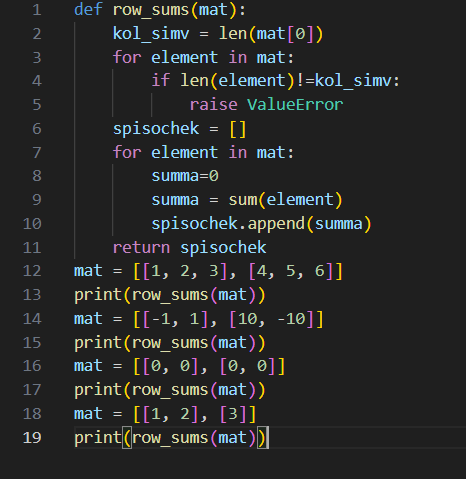 1 def row_sums(mat):
2     kol_simv = len(mat[0])
3     for element in mat:
4         if len(element)!=kol_simv:
5             raise ValueError
6     spisochek = []
7     for element in mat:
8         summa=0
9         summa = sum(element)
10         spisochek.append(summa)
11     return spisochek
12 mat = [[1, 2, 3], [4, 5, 6]]
13 print(row_sums(mat))
14 mat = [[-1, 1], [10, -10]]
15 print(row_sums(mat))
16 mat = [[0, 0], [0, 0]]
17 print(row_sums(mat))
18 mat = [[1, 2], [3]]
19 print(row_sums(mat))